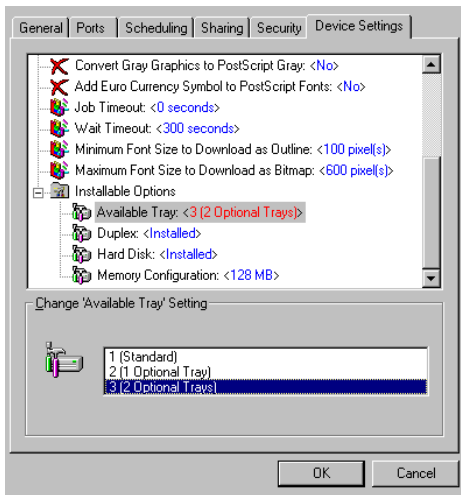 General Ports Scheduling Sharing Security Device Settings
Convert Gray Graphics to PostScript Gray: <No>
Add Euro Currency Symbol to PostScript Fonts: <No>
Job Timeout: <0 seconds>
Wait Timeout: <300 seconds>
Minimum Font Size to Download as Outline: <100 pixel(s)>
Maximum Font Size to Download as Bitmap: <600 pixel(s)>
Installable Options
Available Tray: <3 (2 Optional Trays)>
Duplex: <Installed>
Hard Disk: <Installed>
Memory Configuration: <128 MB>
Change 'Available Tray' Setting
1 (Standard)
2 (1 Optional Tray)
3 (2 Optional Trays)
OK Cancel